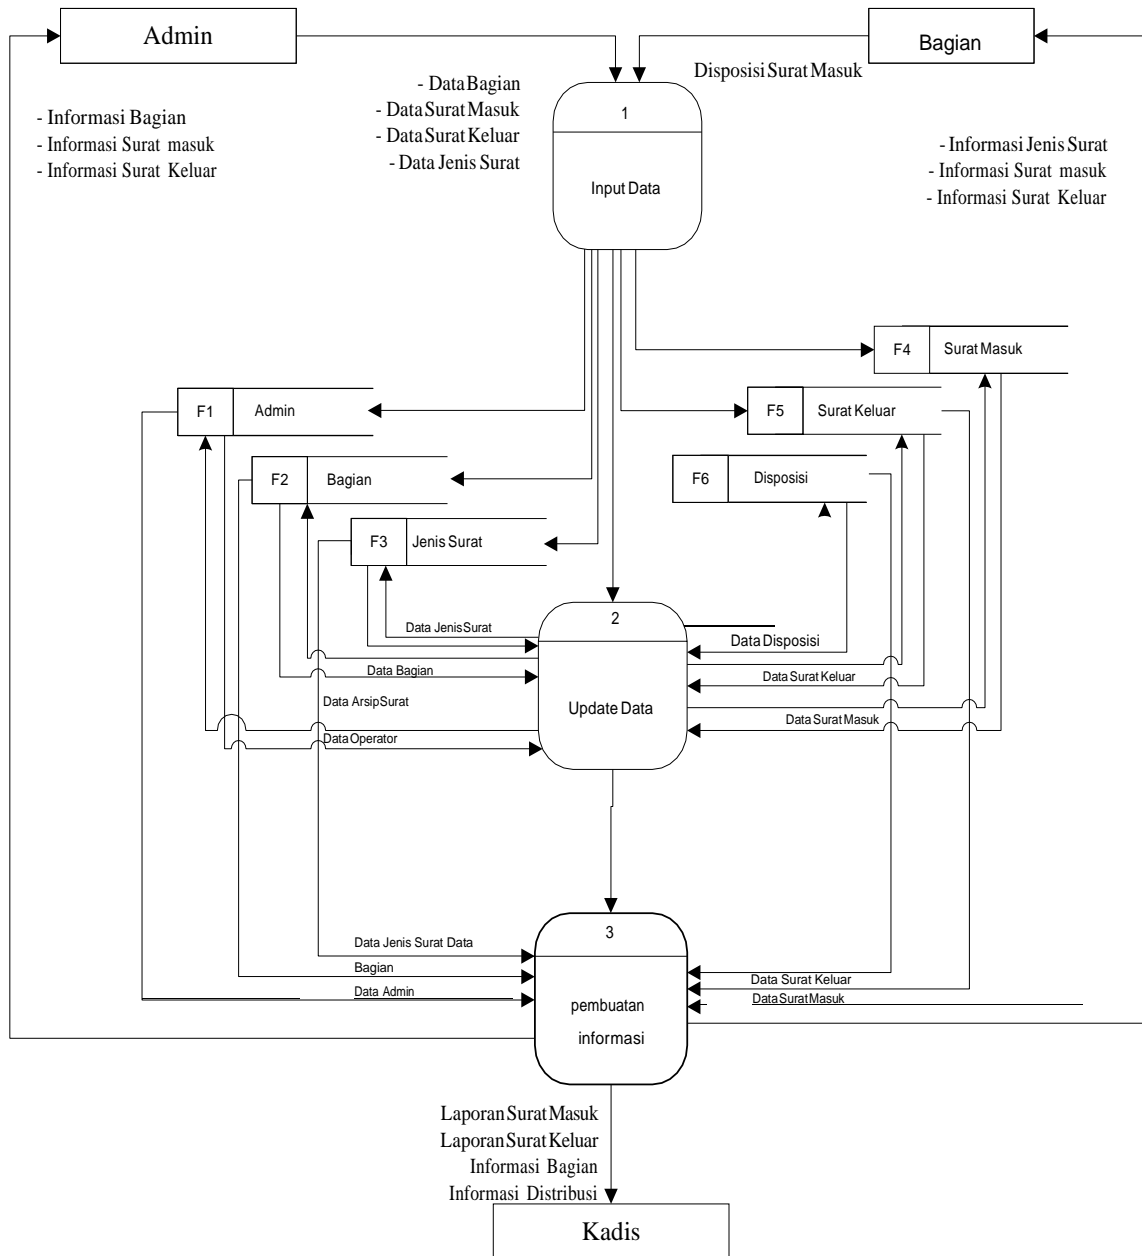 Admin
Bagian
Disposisi Surat Masuk
- Data Bagian
- Data Surat Masuk
- Data Surat Keluar
- Data Jenis Surat
- Informasi Bagian
- Informasi Surat masuk
- Informasi Surat Keluar
1
Input Data
- Informasi Jenis Surat
- Informasi Surat masuk
- Informasi Surat Keluar
F4 Surat Masuk
F1 Admin
F5 Surat Keluar
F2 Bagian
F6 Disposisi
F3 Jenis Surat
2
Update Data
Data Jenis Surat
Data Bagian
Data Arsip Surat
Data Operator
Data Disposisi
Data Surat Keluar
Data Surat Masuk
3
pembuatan
informasi
Data Jenis Surat Data
Bagian
Data Admin
Data Surat Keluar
Data Surat Masuk
Laporan Surat Masuk
Laporan Surat Keluar
Informasi Bagian
Informasi Distribusi
Kadis